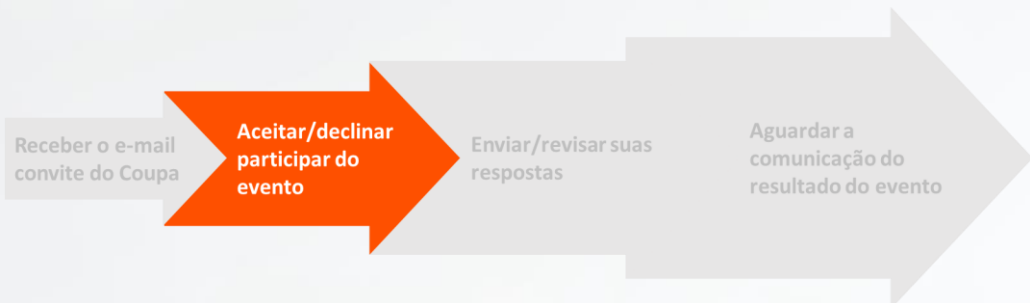 Receber o e-mail
convite do Coupa
Aceitar/declinar
participar do
evento
Enviar/revisar suas
respostas
Aguardar a
comunicação do
resultado do evento